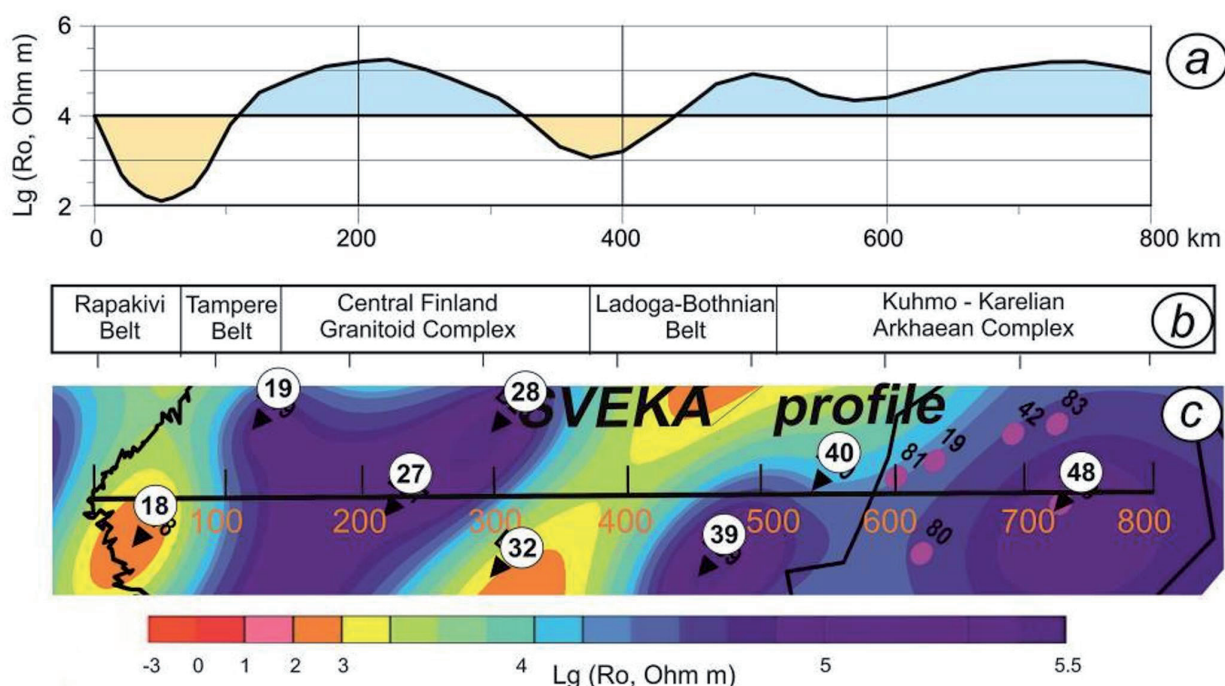 6
4
2
Lg (Ro, Ohm m)
a
0 200 400 600 800 km
Rapakivi Belt
Tampere Belt
Central Finland Granitoid Complex
Ladoga-Bothnian Belt
Kuhmo - Karelian Arkhaean Complex
b
SVEKA profile
c
19
28
18
27
32
39
40
48
81
19
42
83
80
100 200 300 400 500 600 700 800
-3 0 1 2 3 4 5 5.5
Lg (Ro, Ohm m)